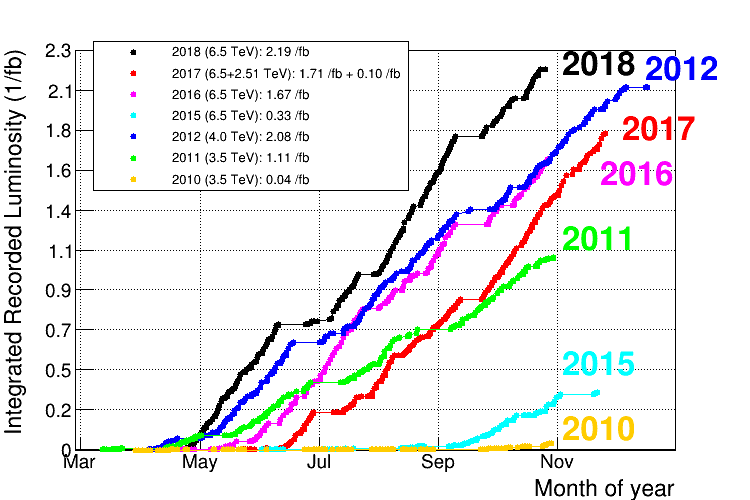 Integrated Recorded Luminosity (1/fb)
2.3
2.1
1.8
1.6
1.4
1.1
0.9
0.7
0.5
0.2
0
2018 (6.5 TeV): 2.19 /fb
2017 (6.5+2.51 TeV): 1.71 /fb + 0.10 /fb
2016 (6.5 TeV): 1.67 /fb
2015 (6.5 TeV): 0.33 /fb
2012 (4.0 TeV): 2.08 /fb
2011 (3.5 TeV): 1.11 /fb
2010 (3.5 TeV): 0.04 /fb
2018
2012
2017
2016
2011
2015
2010
Mar May Jul Sep Nov
Month of year